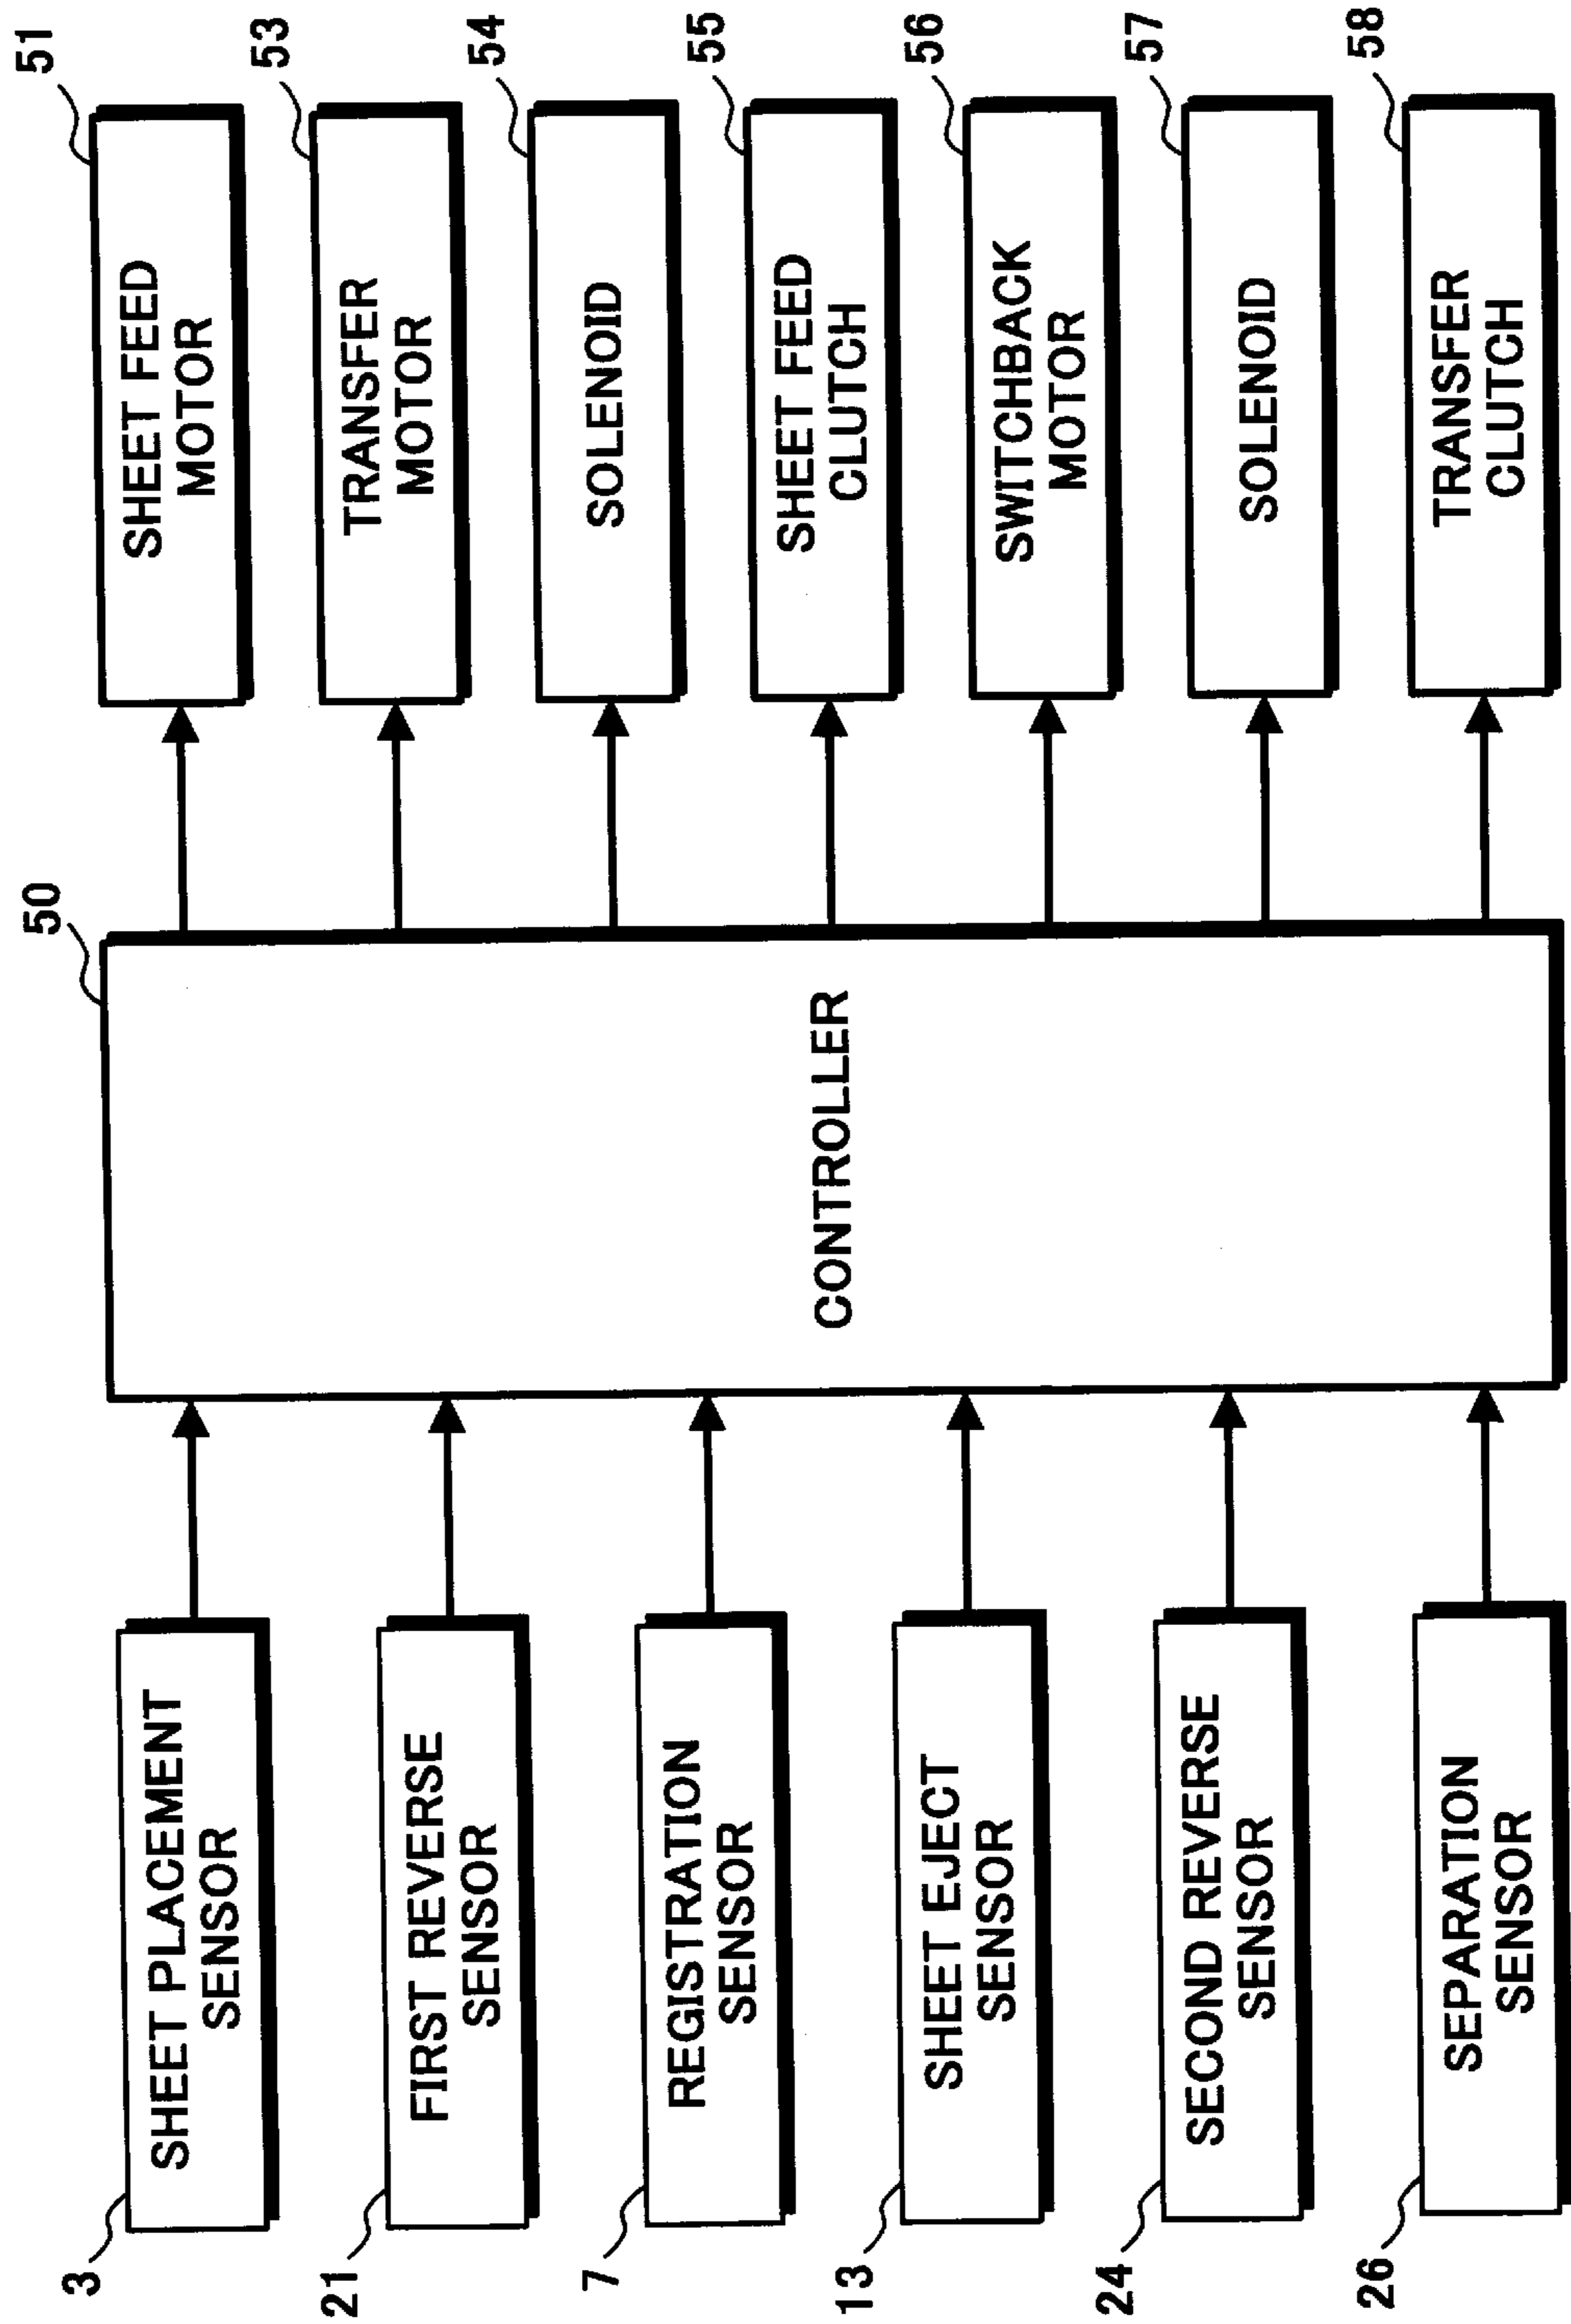 3
SHEET PLACEMENT
SENSOR
21
FIRST REVERSE
SENSOR
7
REGISTRATION
SENSOR
13
SHEET EJECT
SENSOR
24
SECOND REVERSE
SENSOR
26
SEPARATION
SENSOR
50
CONTROLLER
51
SHEET FEED
MOTOR
53
TRANSFER
MOTOR
54
SOLENOID
55
SHEET FEED
CLUTCH
56
SWITCHBACK
MOTOR
57
SOLENOID
58
TRANSFER
CLUTCH